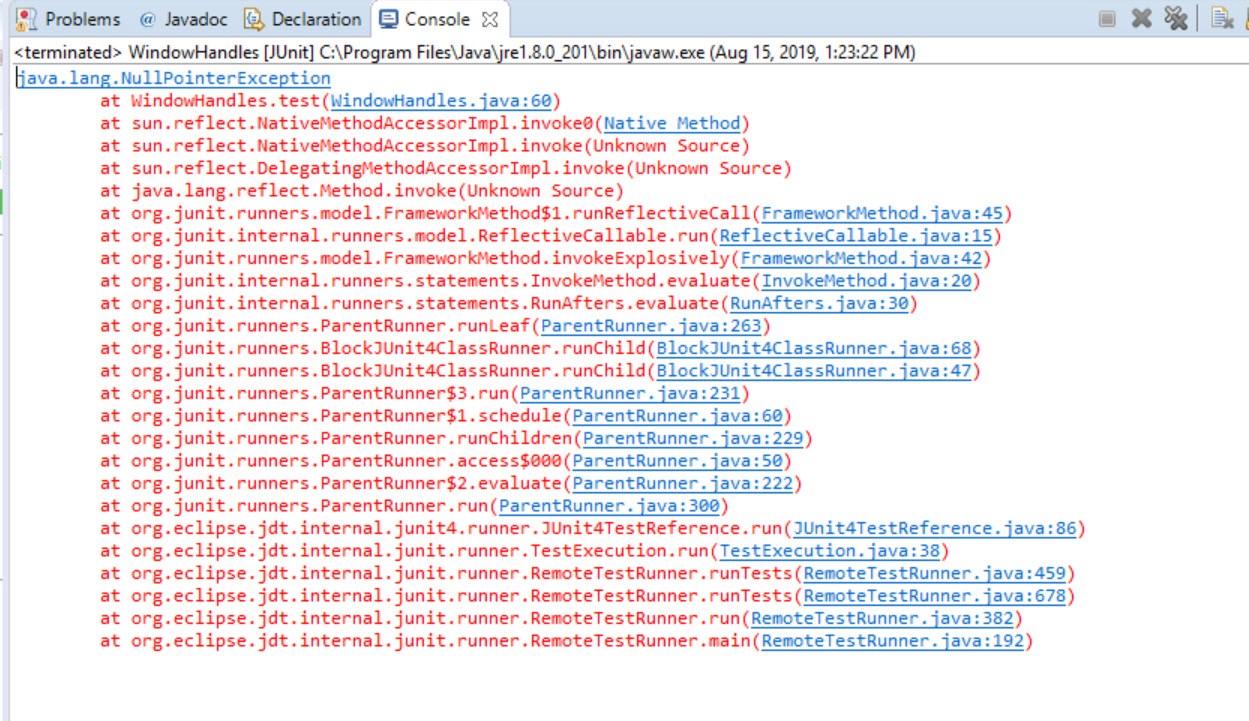 Problems @ Javadoc Declaration Console
<terminated> WindowHandles [JUnit] C:\Program Files\Java\jre1.8.0_201\bin\javaw.exe (Aug 15, 2019, 1:23:22 PM)
java.lang.NullPointerException
at WindowHandles.test(WindowHandles.java:60)
at sun.reflect.NativeMethodAccessorImpl.invoke0(Native Method)
at sun.reflect.NativeMethodAccessorImpl.invoke(Unknown Source)
at sun.reflect.DelegatingMethodAccessorImpl.invoke(Unknown Source)
at java.lang.reflect.Method.invoke(Unknown Source)
at org.junit.runners.model.FrameworkMethod$1.runReflectiveCall(FrameworkMethod.java:45)
at org.junit.internal.runners.model.ReflectiveCallable.run(ReflectiveCallable.java:15)
at org.junit.runners.model.FrameworkMethod.invokeExplosively(FrameworkMethod.java:42)
at org.junit.internal.runners.statements.InvokeMethod.evaluate(InvokeMethod.java:20)
at org.junit.internal.runners.statements.RunAfters.evaluate(RunAfters.java:30)
at org.junit.runners.ParentRunner.runLeaf(ParentRunner.java:263)
at org.junit.runners.BlockJUnit4ClassRunner.runChild(BlockJUnit4ClassRunner.java:68)
at org.junit.runners.BlockJUnit4ClassRunner.runChild(BlockJUnit4ClassRunner.java:47)
at org.junit.runners.ParentRunner$3.run(ParentRunner.java:231)
at org.junit.runners.ParentRunner$1.schedule(ParentRunner.java:60)
at org.junit.runners.ParentRunner.runChildren(ParentRunner.java:229)
at org.junit.runners.ParentRunner.access$000(ParentRunner.java:50)
at org.junit.runners.ParentRunner$2.evaluate(ParentRunner.java:222)
at org.junit.runners.ParentRunner.run(ParentRunner.java:300)
at org.eclipse.jdt.internal.junit4.runner.JUnit4TestReference.run(JUnit4TestReference.java:86)
at org.eclipse.jdt.internal.junit.runner.TestExecution.run(TestExecution.java:38)
at org.eclipse.jdt.internal.junit.runner.RemoteTestRunner.runTests(RemoteTestRunner.java:459)
at org.eclipse.jdt.internal.junit.runner.RemoteTestRunner.runTests(RemoteTestRunner.java:678)
at org.eclipse.jdt.internal.junit.runner.RemoteTestRunner.run(RemoteTestRunner.java:382)
at org.eclipse.jdt.internal.junit.runner.RemoteTestRunner.main(RemoteTestRunner.java:192)